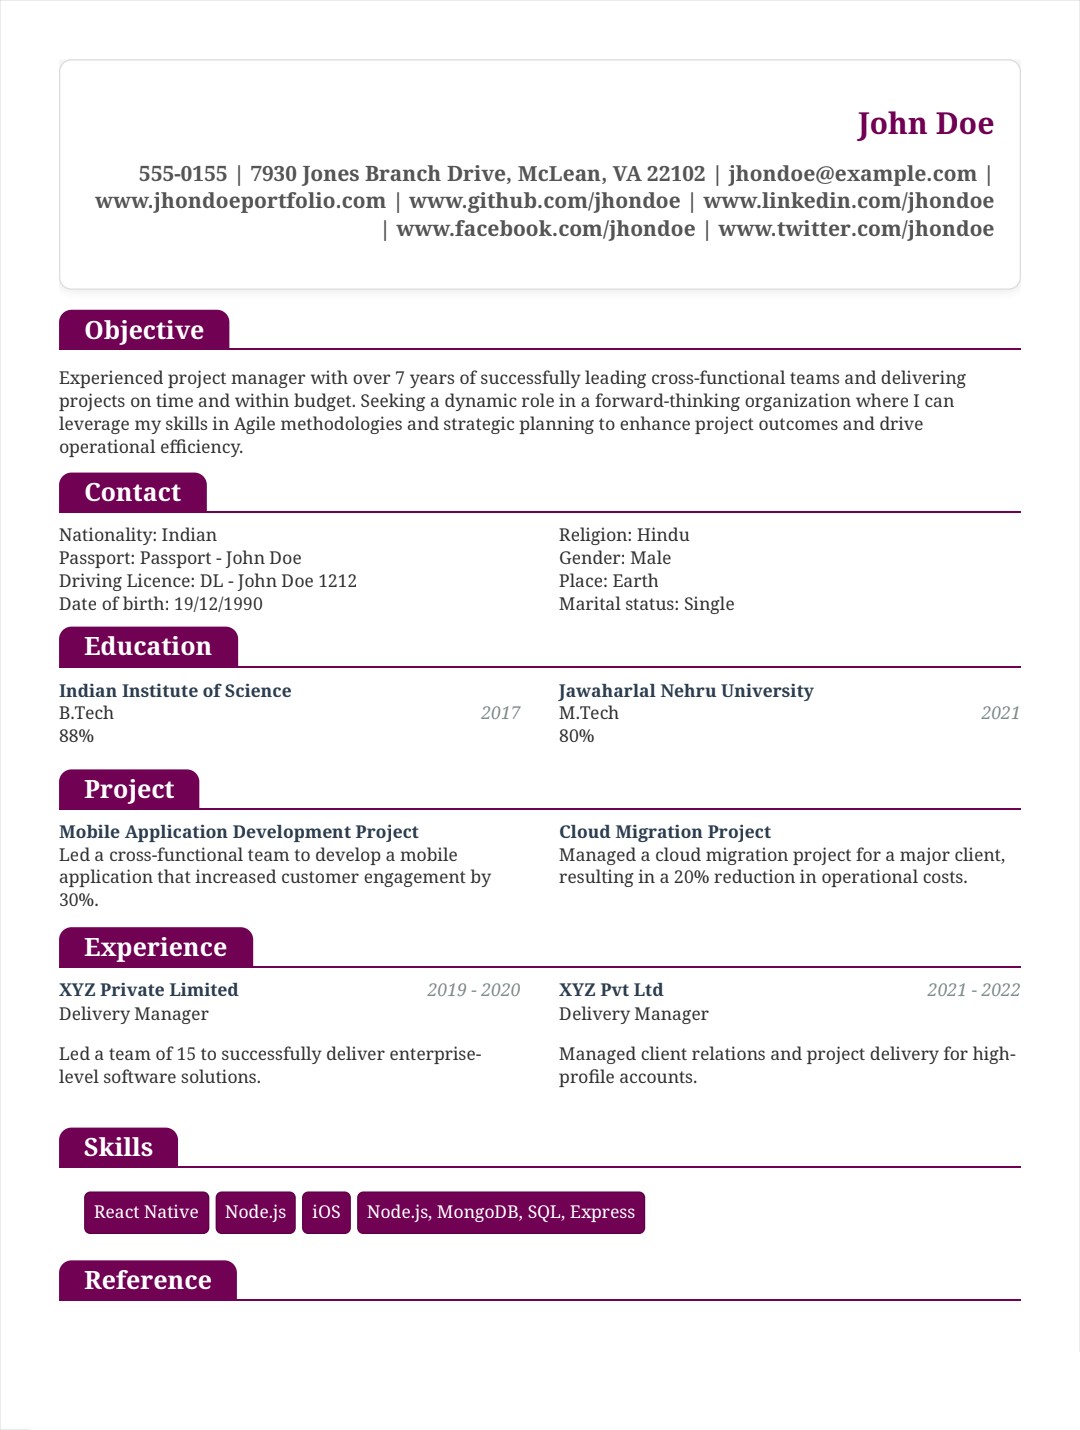 John Doe
555-0155 | 7930 Jones Branch Drive, McLean, VA 22102 | jhondoe@example.com |
www.jhondoeportfolio.com | www.github.com/jhondoe | www.linkedin.com/jhondoe
| www.facebook.com/jhondoe | www.twitter.com/jhondoe
Objective
Experienced project manager with over 7 years of successfully leading cross-functional teams and delivering
projects on time and within budget. Seeking a dynamic role in a forward-thinking organization where I can
leverage my skills in Agile methodologies and strategic planning to enhance project outcomes and drive
operational efficiency.
Contact
Nationality: Indian
Passport: Passport - John Doe
Driving Licence: DL - John Doe 1212
Date of birth: 19/12/1990
Religion: Hindu
Gender: Male
Place: Earth
Marital status: Single
Education
Indian Institute of Science
B.Tech 2017
88%
Jawaharlal Nehru University
M.Tech 2021
80%
Project
Mobile Application Development Project
Led a cross-functional team to develop a mobile
application that increased customer engagement by
30%.
Cloud Migration Project
Managed a cloud migration project for a major client,
resulting in a 20% reduction in operational costs.
Experience
XYZ Private Limited 2019 - 2020
Delivery Manager
Led a team of 15 to successfully deliver enterprise-
level software solutions.
XYZ Pvt Ltd 2021 - 2022
Delivery Manager
Managed client relations and project delivery for high-
profile accounts.
Skills
React Native Node.js iOS Node.js, MongoDB, SQL, Express
Reference